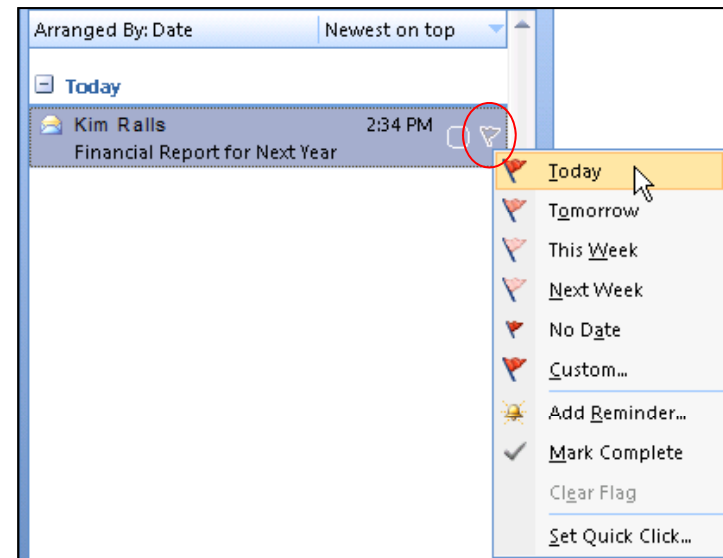 Arranged By: Date Newest on top
Today
Kim Ralls 2:34 PM
Financial Report for Next Year
Today
Tomorrow
This Week
Next Week
No Date
Custom...
Add Reminder...
Mark Complete
Clear Flag
Set Quick Click...